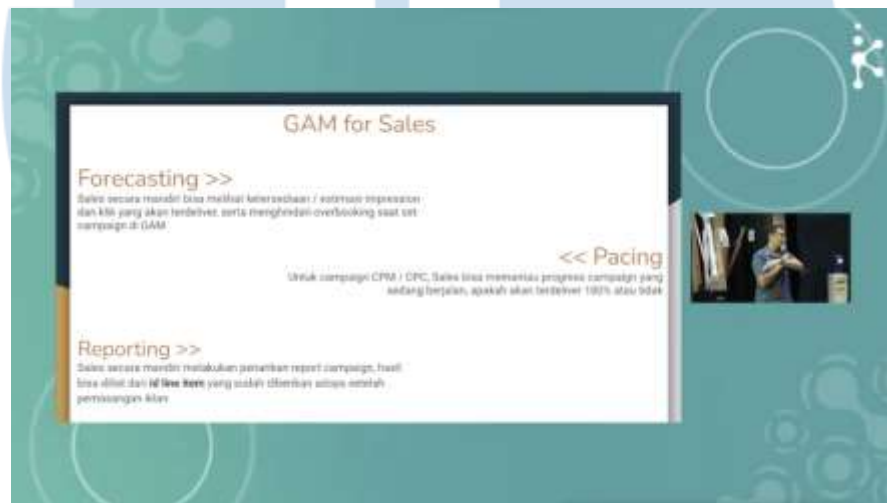 GAM for Sales
Forecasting >>
Sales secara mandiri bisa melihat ketersediaan / estimasi impression
dan klik yang akan terdeliver, serta menghindari overbooking saat set
campaign di GAM
<< Pacing
Untuk campaign CPM / CPC, Sales bisa memantau progress campaign yang
sedang berjalan, apakah akan terdeliver 100% atau tidak
Reporting >>
Sales secara mandiri melakukan penarikan report campaign, hasil
bisa dilihat dari id line item yang sudah diberikan setelah
pemasangan iklan